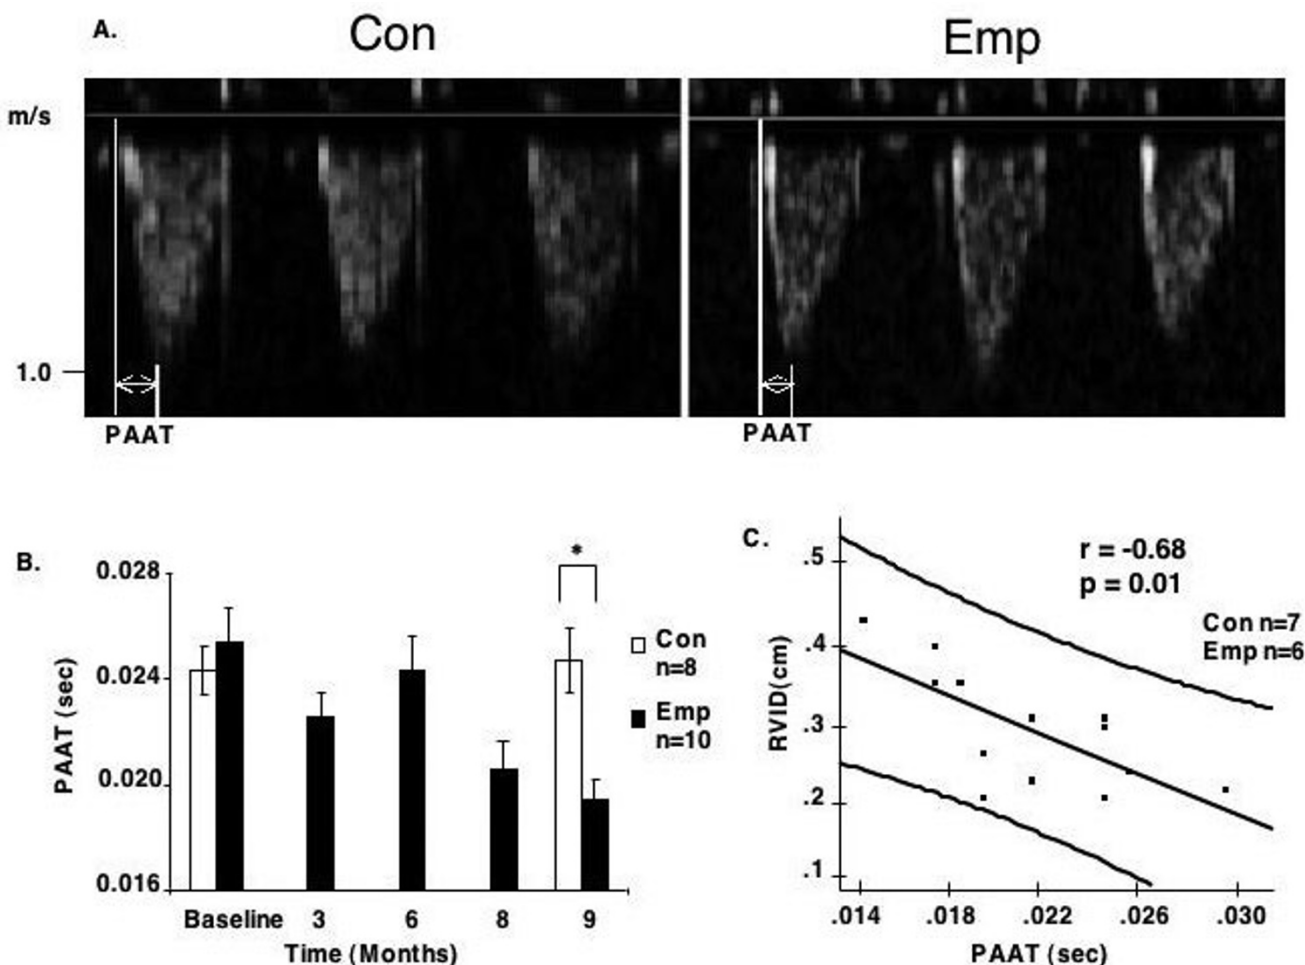 A.
Con
Emp
m/s
1.0
PAAT
PAAT
B.
0.028
0.024
0.020
0.016
PAAT (sec)
*
Con
n=8
Emp
n=10
Baseline 3 6 8 9
Time (Months)
C.
r = -0.68
p = 0.01
Con n=7
Emp n=6
.5
.4
.3
.2
.1
RVID(cm)
.014 .018 .022 .026 .030
PAAT (sec)